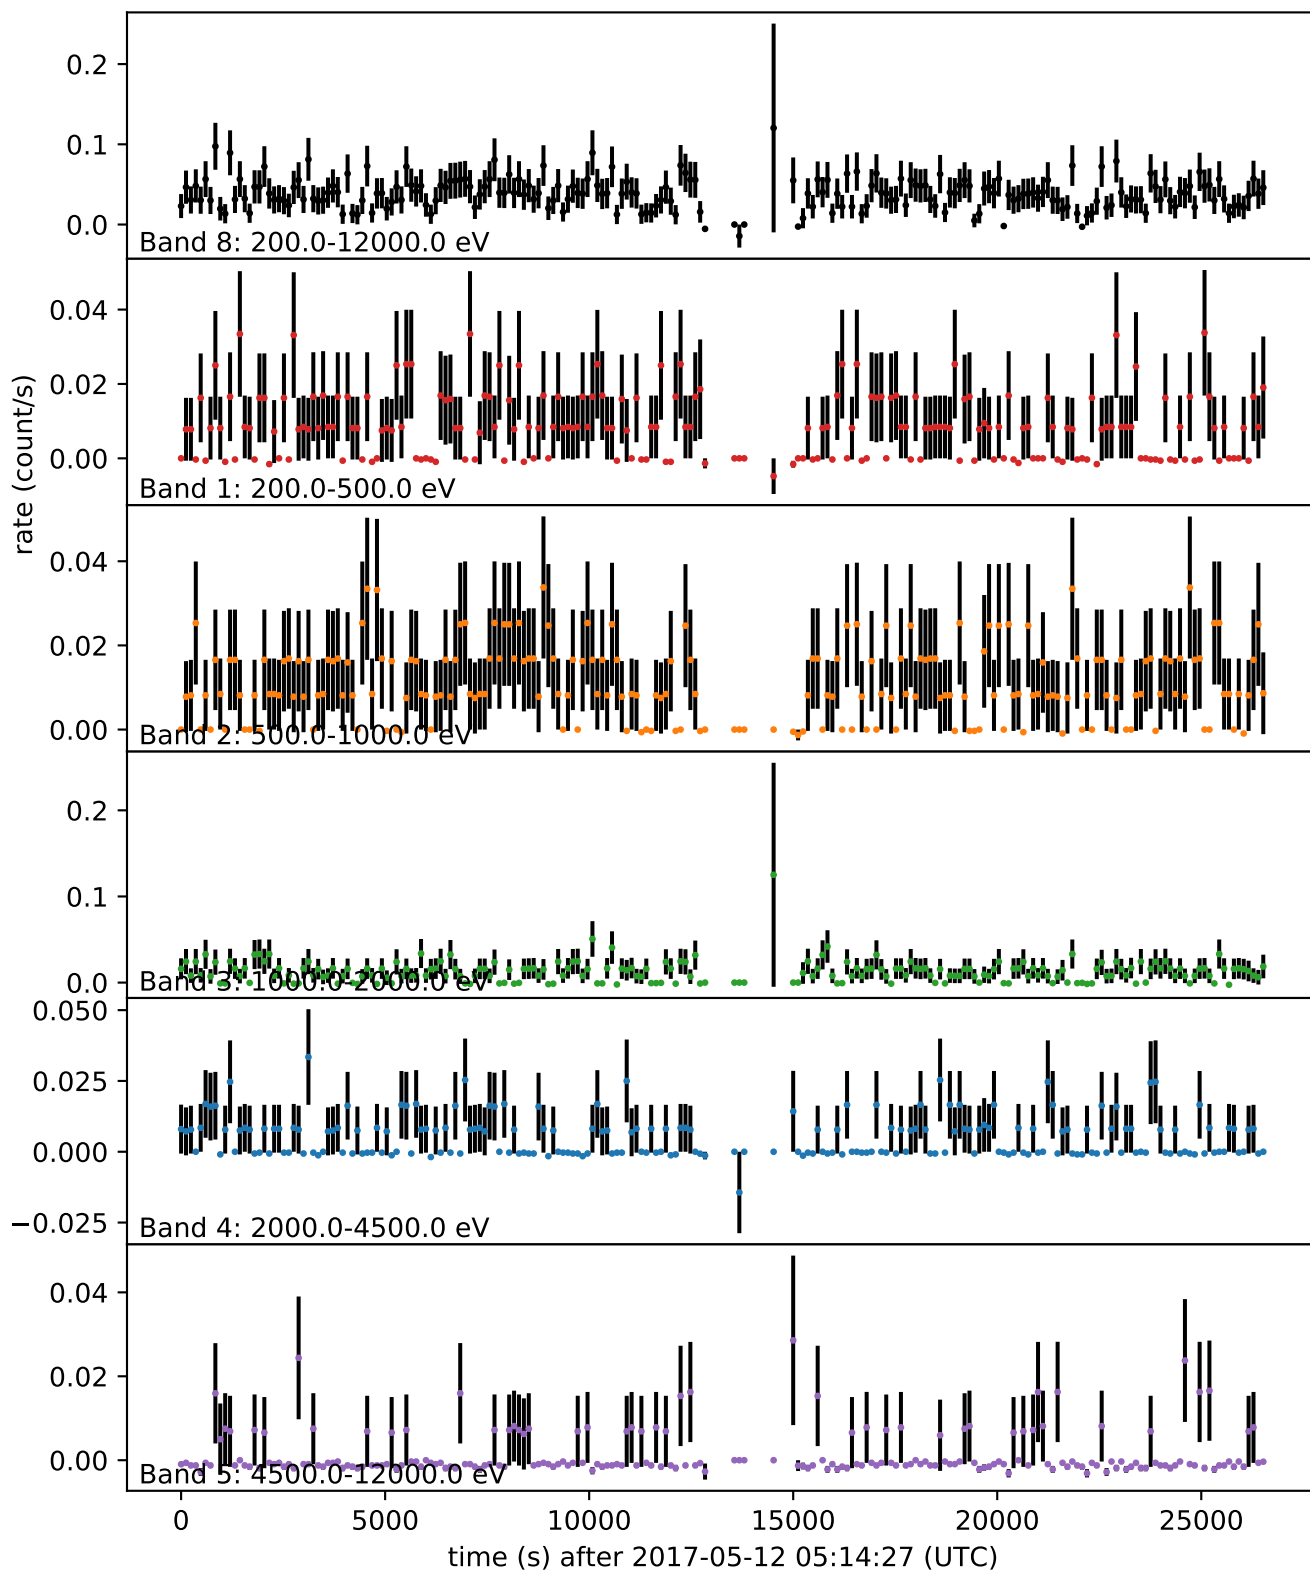 0.2
0.1
0.0
Band 8: 200.0-12000.0 eV
0.04
0.02
0.00
Band 1: 200.0-500.0 eV
rate (count/s)
0.04
0.02
0.00
Band 2: 500.0-1000.0 eV
0.2
0.1
0.0
Band 3: 1000.0-2000.0 eV
0.050
0.025
0.000
−0.025
Band 4: 2000.0-4500.0 eV
0.04
0.02
0.00
Band 5: 4500.0-12000.0 eV
0 5000 10000 15000 20000 25000
time (s) after 2017-05-12 05:14:27 (UTC)